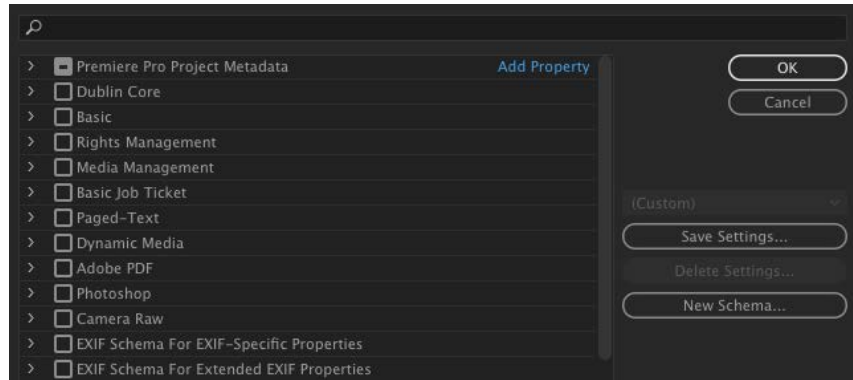 Premiere Pro Project Metadata Add Property
Dublin Core
Basic
Rights Management
Media Management
Basic Job Ticket
Paged-Text
Dynamic Media
Adobe PDF
Photoshop
Camera Raw
EXIF Schema For EXIF-Specific Properties
EXIF Schema For Extended EXIF Properties
OK
Cancel
(Custom)
Save Settings...
Delete Settings...
New Schema...